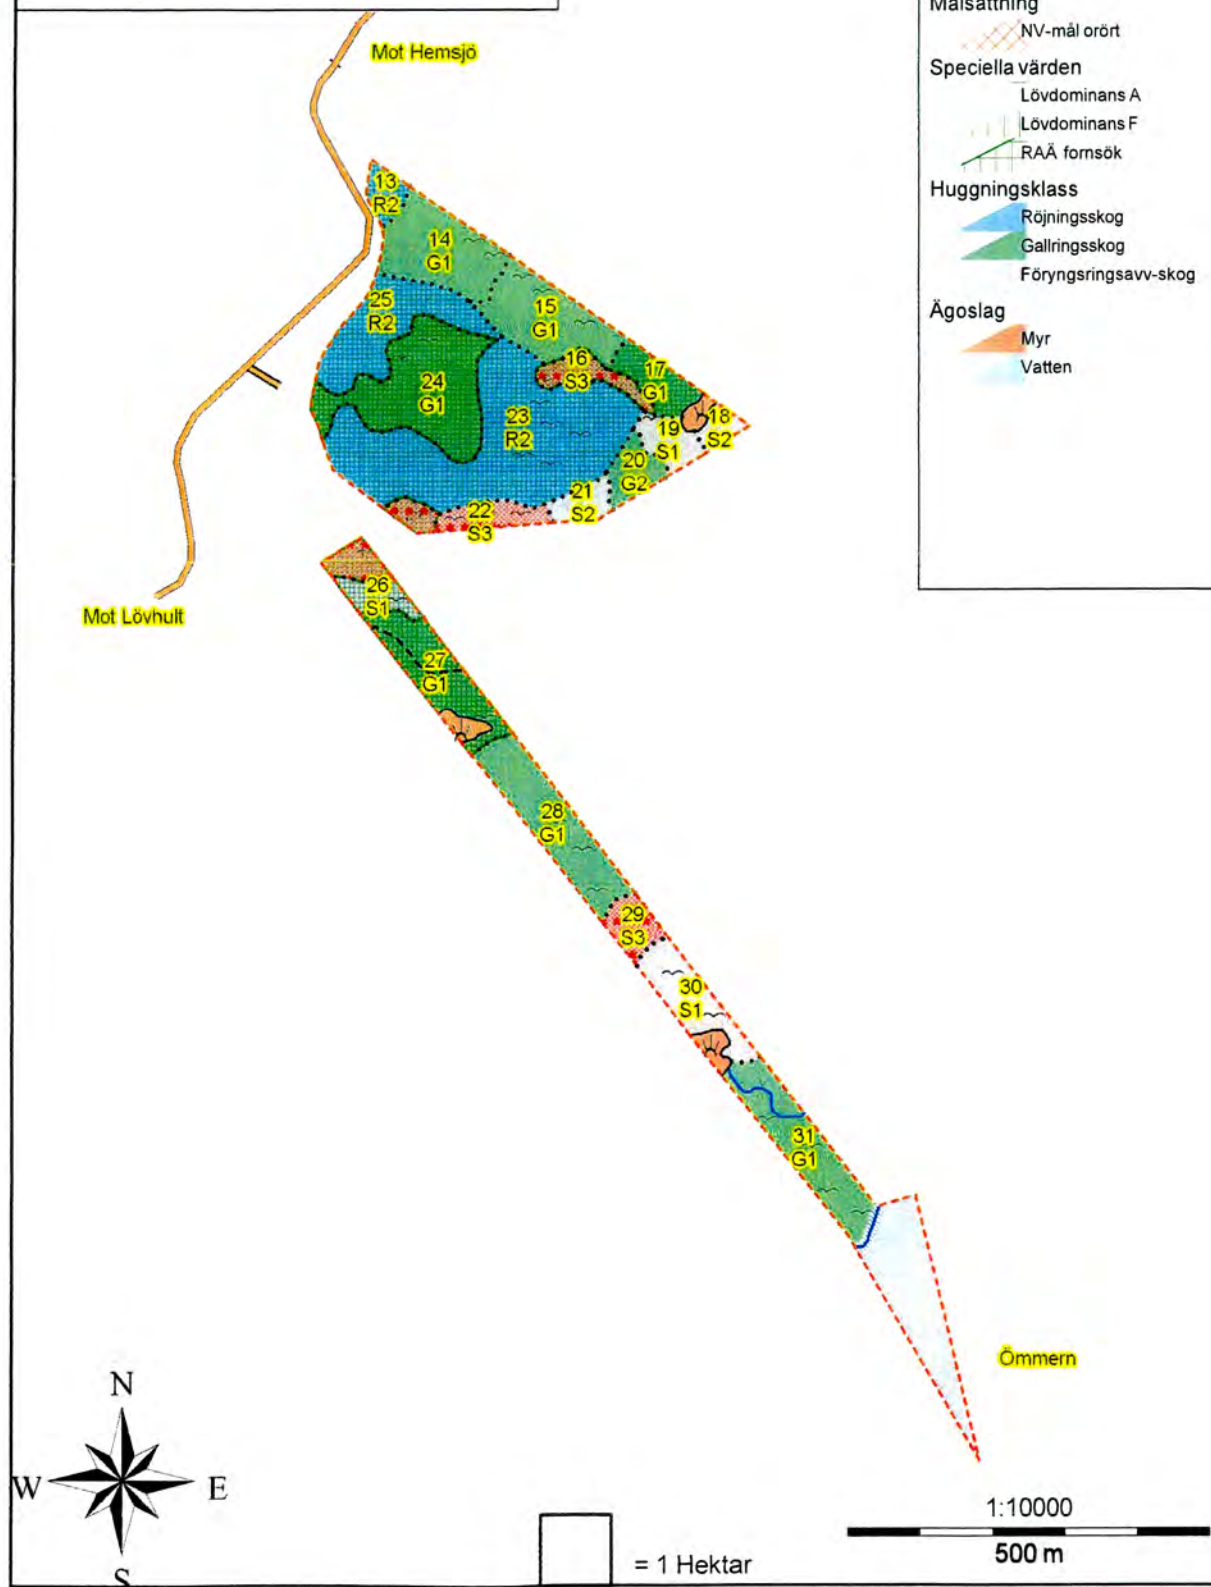 Målsättning
NV-mål orört
Speciella värden
Lövdominans A
Lövdominans F
RAÄ fornsök
Huggningsklass
Röjningsskog
Gallringsskog
Föryngsringsavv-skog
Ägoslag
Myr
Vatten
Mot Hemsjö
13
R2
14
G1
25
R2
15
G1
16
S3
17
G1
24
G1
23
R2
18
S2
19
S1
20
G2
21
S2
22
S3
26
S1
Mot Lövhult
27
G1
28
G1
29
S3
30
S1
31
G1
Ömmern
N
W
E
S
= 1 Hektar
1:10000
500 m